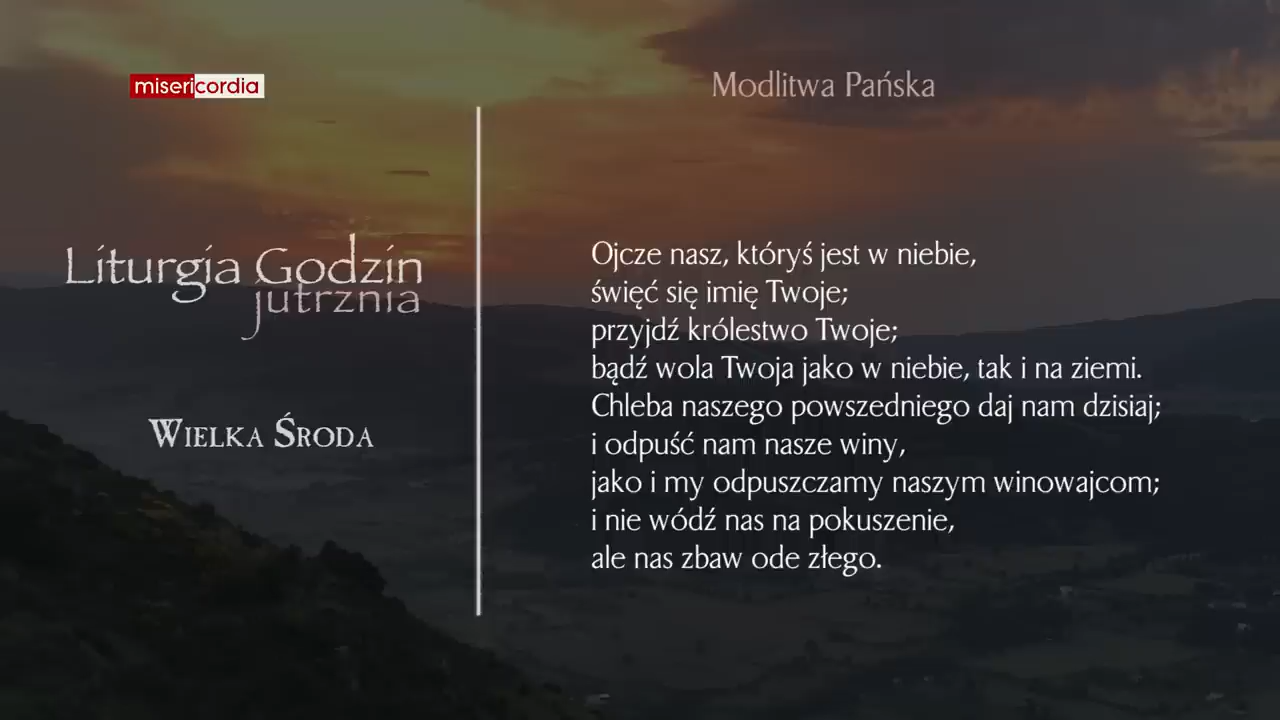 misericordia
Liturgia Godzin
jutrznia
Wielka Środa
Modlitwa Pańska
Ojcze nasz, któryś jest w niebie,
święć się imię Twoje;
przyjdź królestwo Twoje;
bądź wola Twoja jako w niebie, tak i na ziemi.
Chleba naszego powszedniego daj nam dzisiaj;
i odpuść nam nasze winy,
jako i my odpuszczamy naszym winowajcom;
i nie wódź nas na pokuszenie,
ale nas zbaw ode złego.